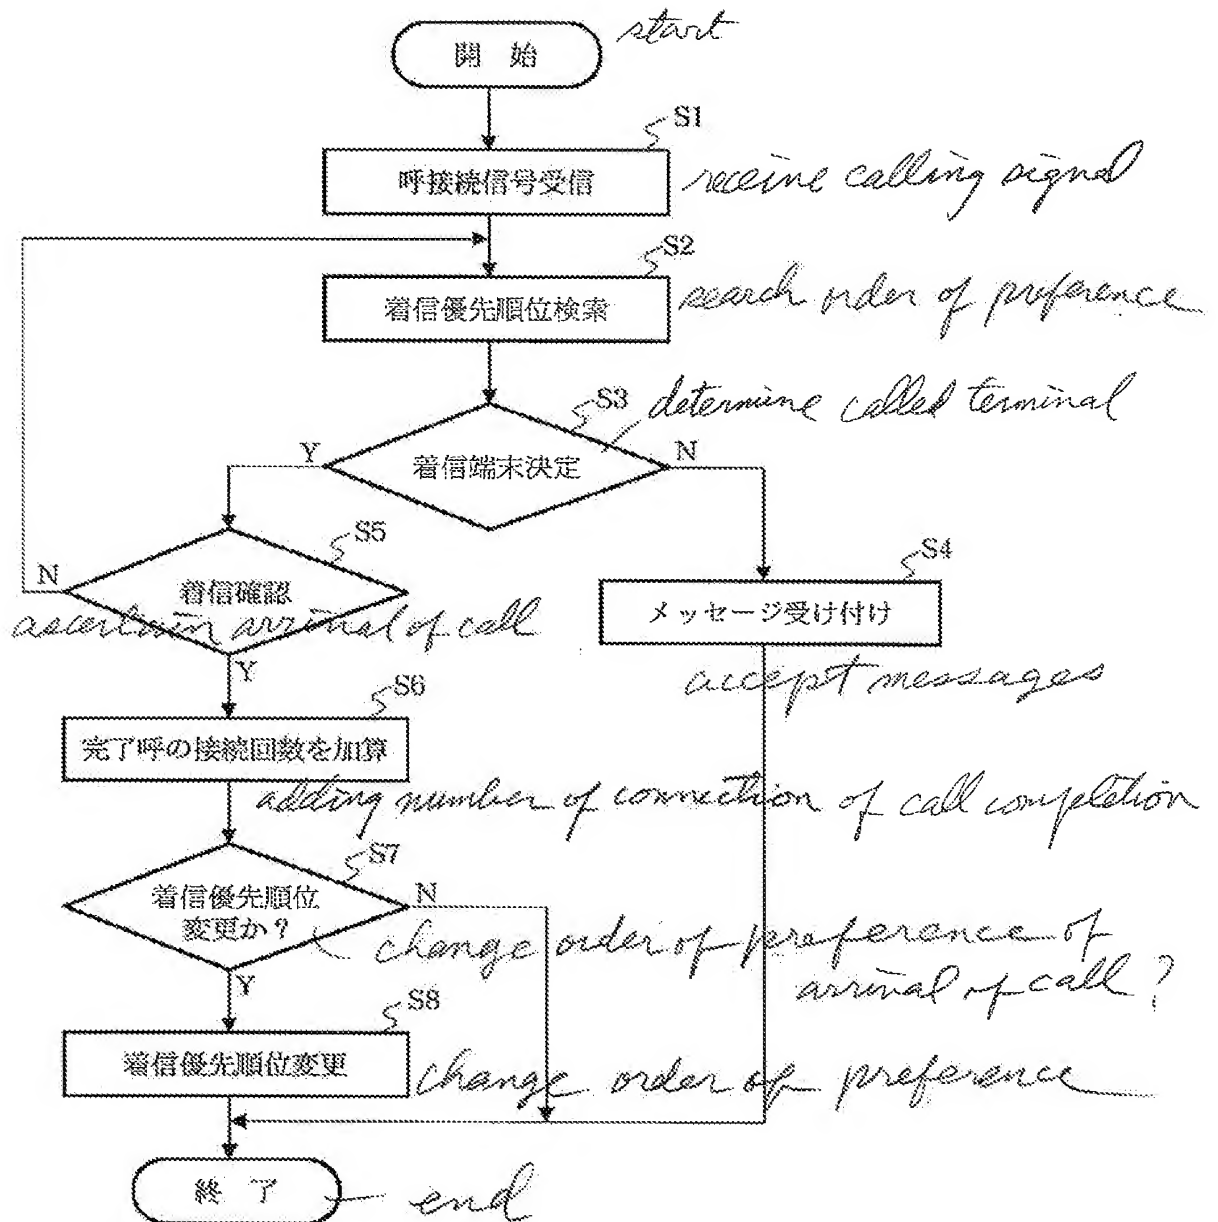 開 始
start
S1
呼接続信号受信
receive calling signal
S2
着信優先順位検索
search order of preference
S3
determine called terminal
Y
着信端末決定
N
S5
S4
N
着信確認
メッセージ受け付け
ascertain arrival of call
Y
accept messages
S6
完了呼の接続回数を加算
adding number of connection of call completion
S7
着信優先順位
変更か?
N
change order of preference of
arrival of call ?
Y
S8
着信優先順位変更
change order of preference
終 了
end